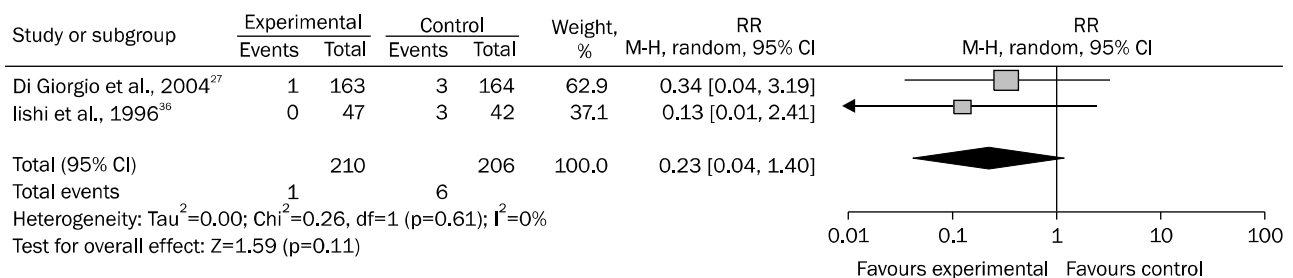 Study or subgroup Experimental Control Weight, % RR M-H, random, 95% CI RR M-H, random, 95% CI
Events Total Events Total
Di Giorgio et al., 2004²⁷ 1 163 3 164 62.9 0.34 [0.04, 3.19]
Iishi et al., 1996³⁶ 0 47 3 42 37.1 0.13 [0.01, 2.41]
Total (95% CI) 210 206 100.0 0.23 [0.04, 1.40]
Total events 1 6
Heterogeneity: Tau²=0.00; Chi²=0.26, df=1 (p=0.61); I²=0%
Test for overall effect: Z=1.59 (p=0.11)
0.01 0.1 1 10 100
Favours experimental Favours control